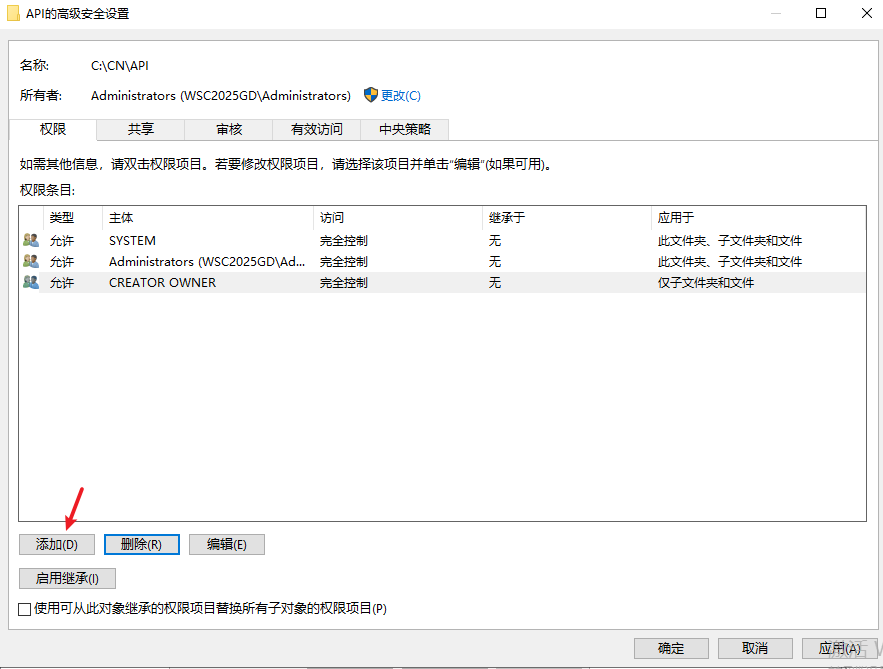 API的高级安全设置
名称: C:\CN\API
所有者: Administrators (WSC2025GD\Administrators) 更改(C)
权限 共享 审核 有效访问 中央策略
如需其他信息，请双击权限项目。若要修改权限项目，请选择该项目并单击“编辑”(如果可用)。
权限条目:
类型 主体 访问 继承于 应用于
允许 SYSTEM 完全控制 无 此文件夹、子文件夹和文件
允许 Administrators (WSC2025GD\Ad... 完全控制 无 此文件夹、子文件夹和文件
允许 CREATOR OWNER 完全控制 无 仅子文件夹和文件
添加(D) 删除(R) 编辑(E)
启用继承(I)
使用可从此对象继承的权限项目替换所有子对象的权限项目(P)
确定 取消 应用(A)